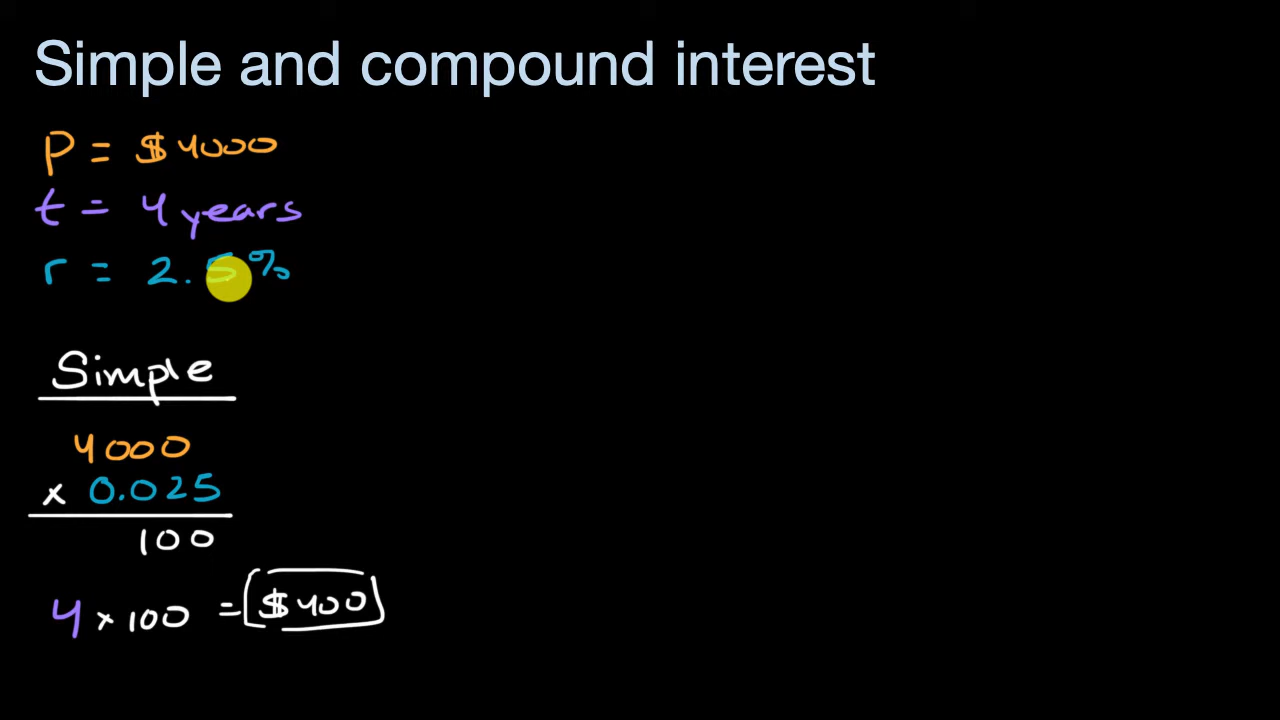 Simple and compound interest
P = $4000
t = 4 years
r = 2.5%
Simple
4000
x 0.025
100
4 x 100 = $400